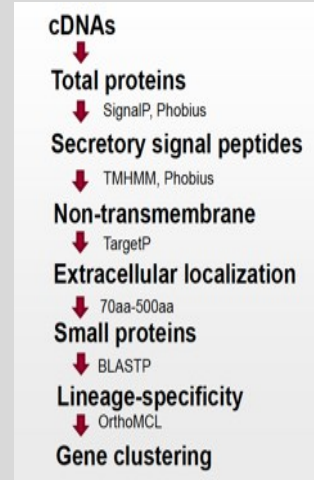 cDNAs
Total proteins
SignalP, Phobius
Secretory signal peptides
TMHMM, Phobius
Non-transmembrane
TargetP
Extracellular localization
70aa-500aa
Small proteins
BLASTP
Lineage-specificity
OrthoMCL
Gene clustering